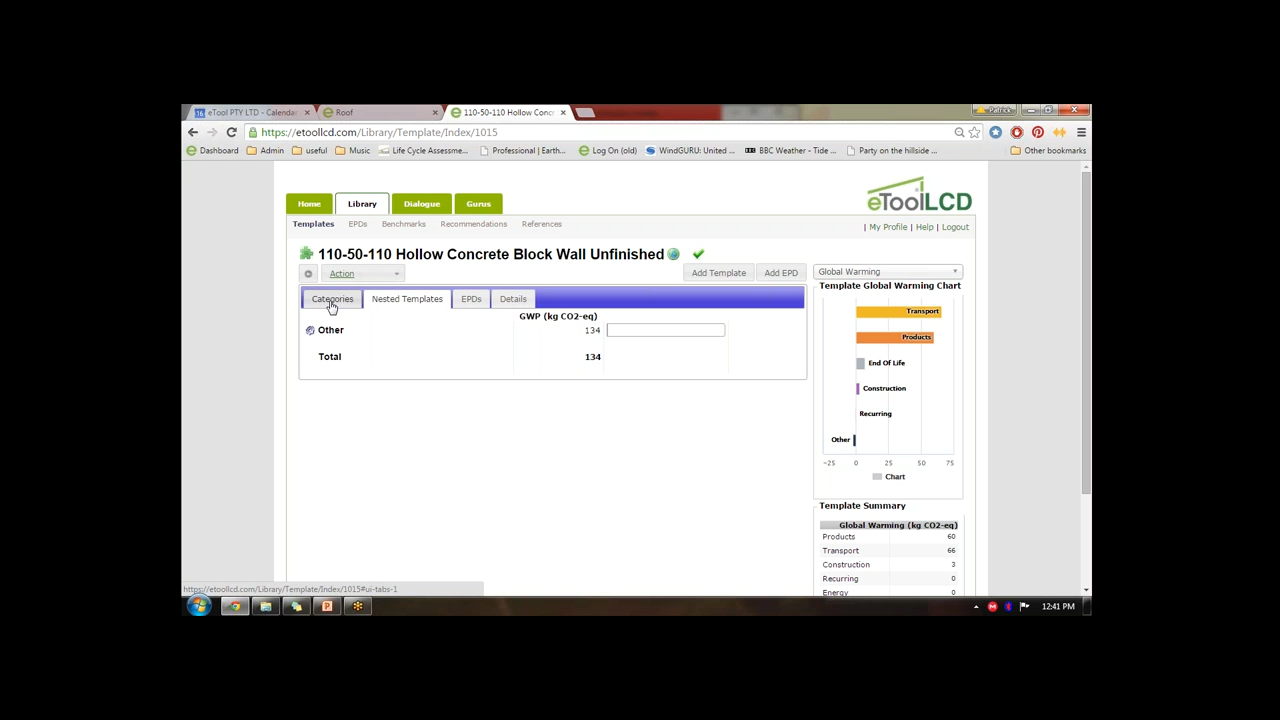 eTool PTY LTD - Calenda
Roof
110-50-110 Hollow Concre
Patrick
https://etoollcd.com/Library/Template/Index/1015
Dashboard Admin useful Music Life Cycle Assessme... Professional | Earth... Log On (old) WindGURU: United ... BBC Weather - Tide ... Party on the hillside ... Other bookmarks
Home Library Dialogue Gurus
eToolLCD
Templates EPDs Benchmarks Recommendations References
| My Profile | Help | Logout
110-50-110 Hollow Concrete Block Wall Unfinished
Action Add Template Add EPD
Categories Nested Templates EPDs Details
GWP (kg CO2-eq)
Other 134
Total 134
Global Warming
Template Global Warming Chart
Transport
Products
End Of Life
Construction
Recurring
Other
-25 0 25 50 75
Chart
Template Summary
Global Warming (kg CO2-eq)
Products 60
Transport 66
Construction 3
Recurring 0
Energy 0
https://etoollcd.com/Library/Template/Index/1015#ui-tabs-1
12:41 PM